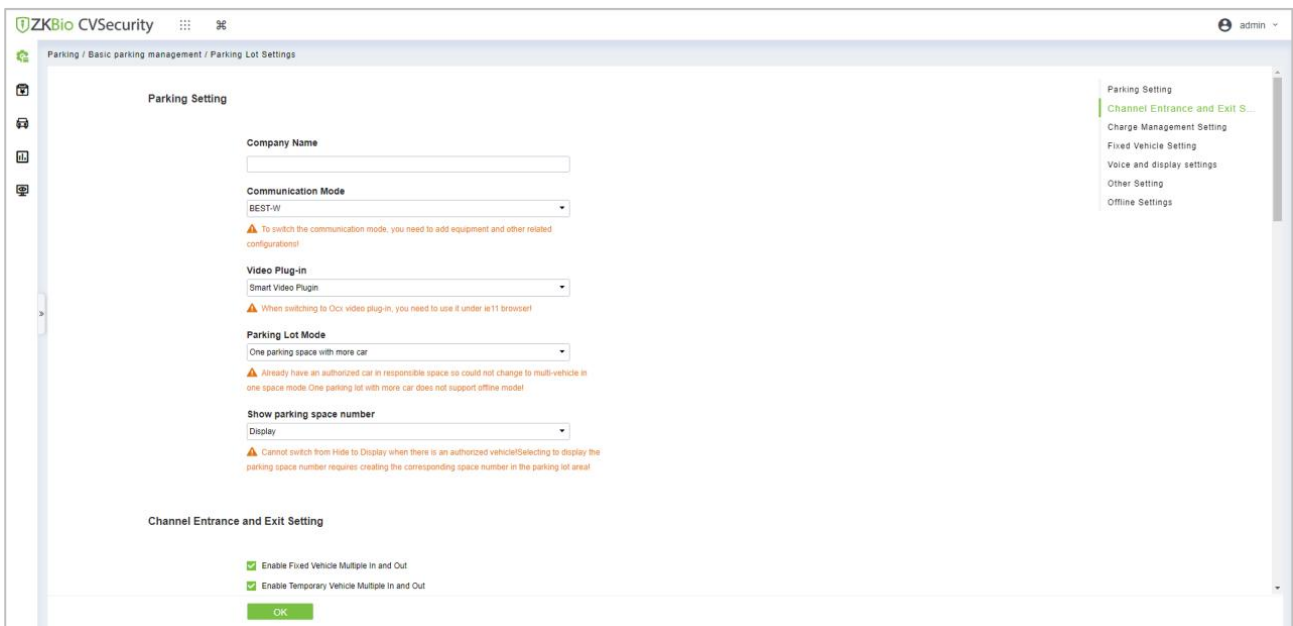 ZKBio CVSecurity
admin
Parking / Basic parking management / Parking Lot Settings
Parking Setting
Company Name
Communication Mode
BEST-W
To switch the communication mode, you need to add equipment and other related
configurations!
Video Plug-in
Smart Video Plugin
When switching to Ocx video plug-in, you need to use it under ie11 browser!
Parking Lot Mode
One parking space with more car
Already have an authorized car in responsible space so could not change to multi-vehicle in
one space mode.One parking lot with more car does not support offline mode!
Show parking space number
Display
Cannot switch from Hide to Display when there is an authorized vehicle!Selecting to display the
parking space number requires creating the corresponding space number in the parking lot area!
Channel Entrance and Exit Setting
Enable Fixed Vehicle Multiple In and Out
Enable Temporary Vehicle Multiple In and Out
OK
Parking Setting
Channel Entrance and Exit S...
Charge Management Setting
Fixed Vehicle Setting
Voice and display settings
Other Setting
Offline Settings